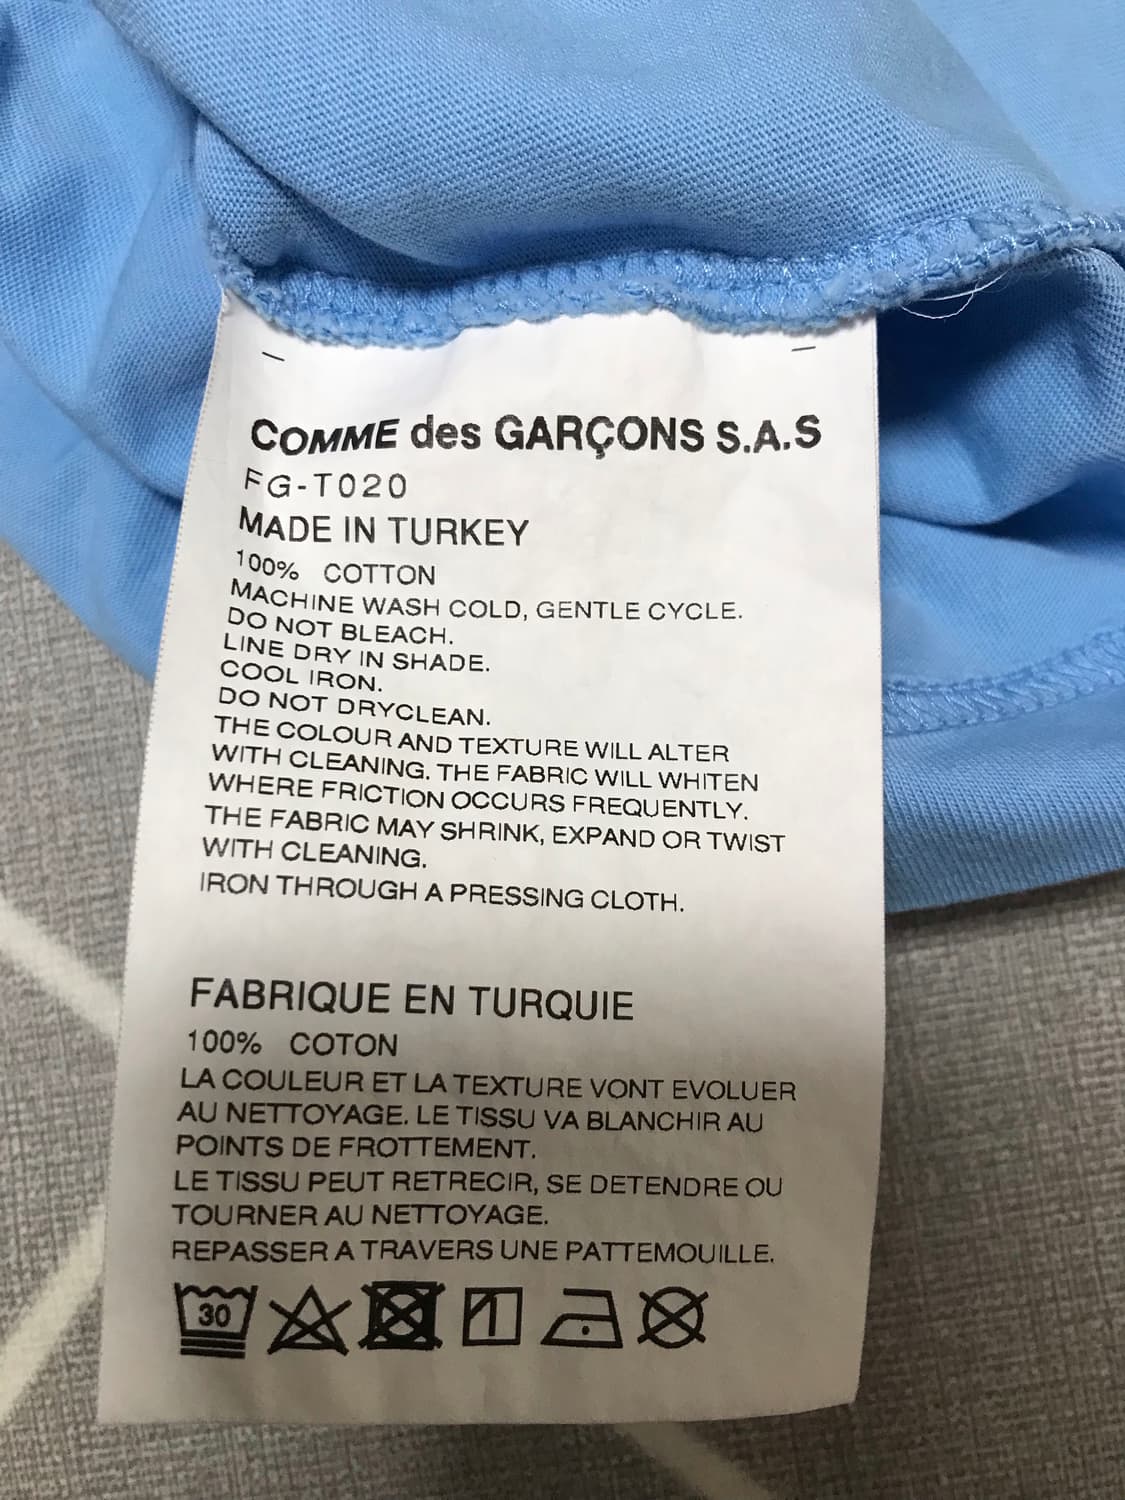 COMME des GARÇONS S.A.S
FG-T020
MADE IN TURKEY
100% COTTON
MACHINE WASH COLD, GENTLE CYCLE.
DO NOT BLEACH.
LINE DRY IN SHADE.
COOL IRON.
DO NOT DRYCLEAN.
THE COLOUR AND TEXTURE WILL ALTER
WITH CLEANING. THE FABRIC WILL WHITEN
WHERE FRICTION OCCURS FREQUENTLY.
THE FABRIC MAY SHRINK, EXPAND OR TWIST
WITH CLEANING.
IRON THROUGH A PRESSING CLOTH.
FABRIQUE EN TURQUIE
100% COTON
LA COULEUR ET LA TEXTURE VONT EVOLUER
AU NETTOYAGE. LE TISSU VA BLANCHIR AU
POINTS DE FROTTEMENT.
LE TISSU PEUT RETRECIR, SE DETENDRE OU
TOURNER AU NETTOYAGE.
REPASSER A TRAVERS UNE PATTEMOUILLE.
30